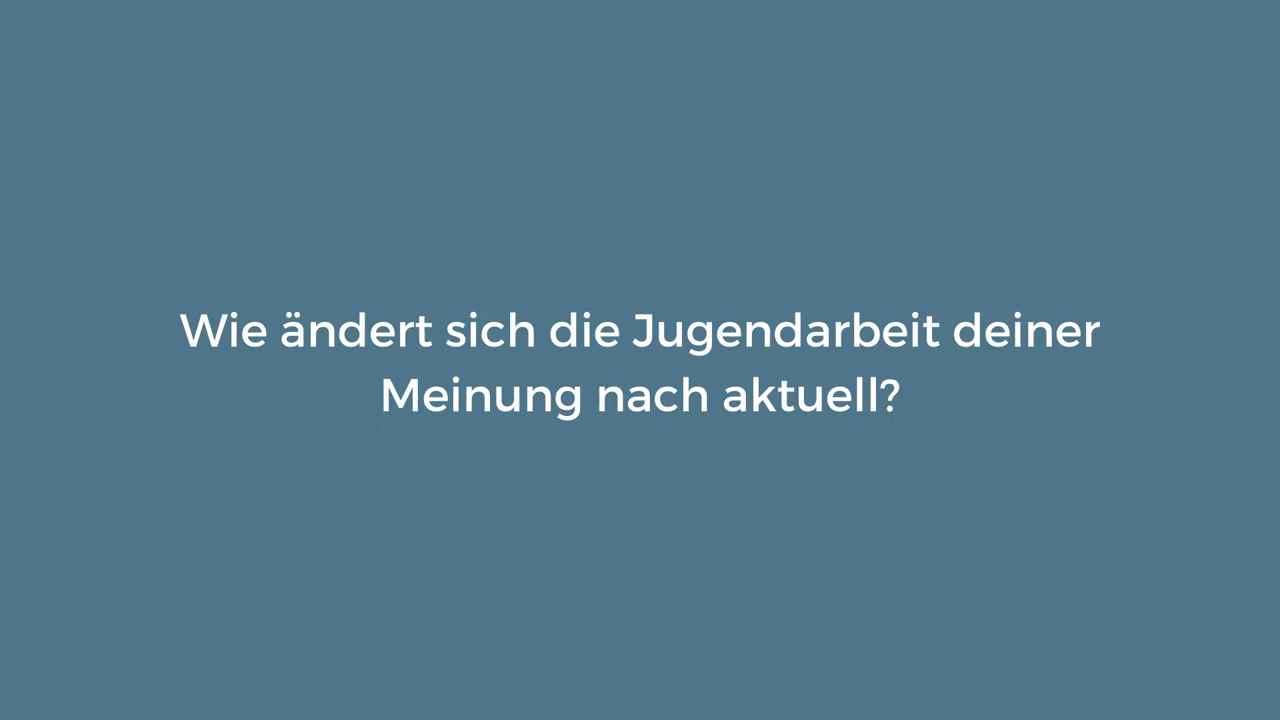 Wie ändert sich die Jugendarbeit deiner
Meinung nach aktuell?